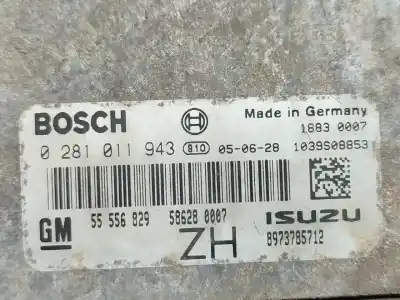 BOSCH Made in Germany
1883 0007
0 281 011 943 810 05-06-28 1039S08853
GM 55 556 829 58628 0007 ISUZU
ZH 8973785712